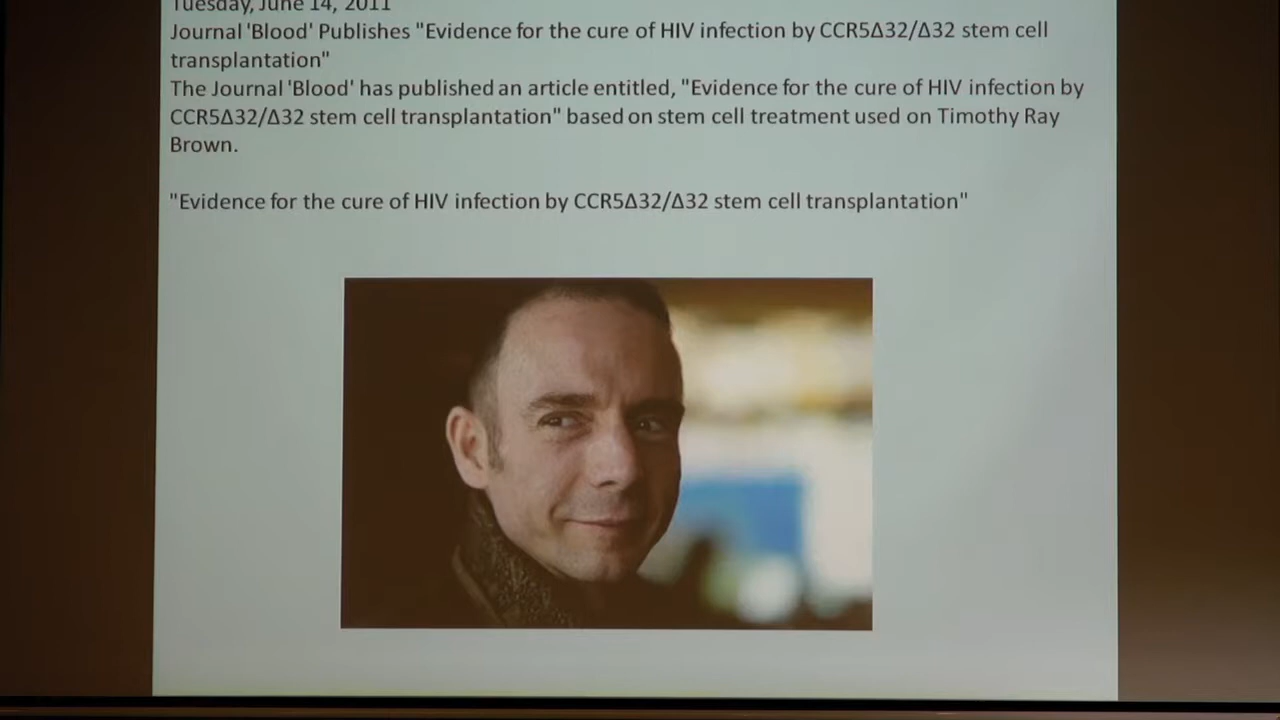 Tuesday, June 14, 2011
Journal 'Blood' Publishes "Evidence for the cure of HIV infection by CCR5Δ32/Δ32 stem cell
transplantation"
The Journal 'Blood' has published an article entitled, "Evidence for the cure of HIV infection by
CCR5Δ32/Δ32 stem cell transplantation" based on stem cell treatment used on Timothy Ray
Brown.
"Evidence for the cure of HIV infection by CCR5Δ32/Δ32 stem cell transplantation"